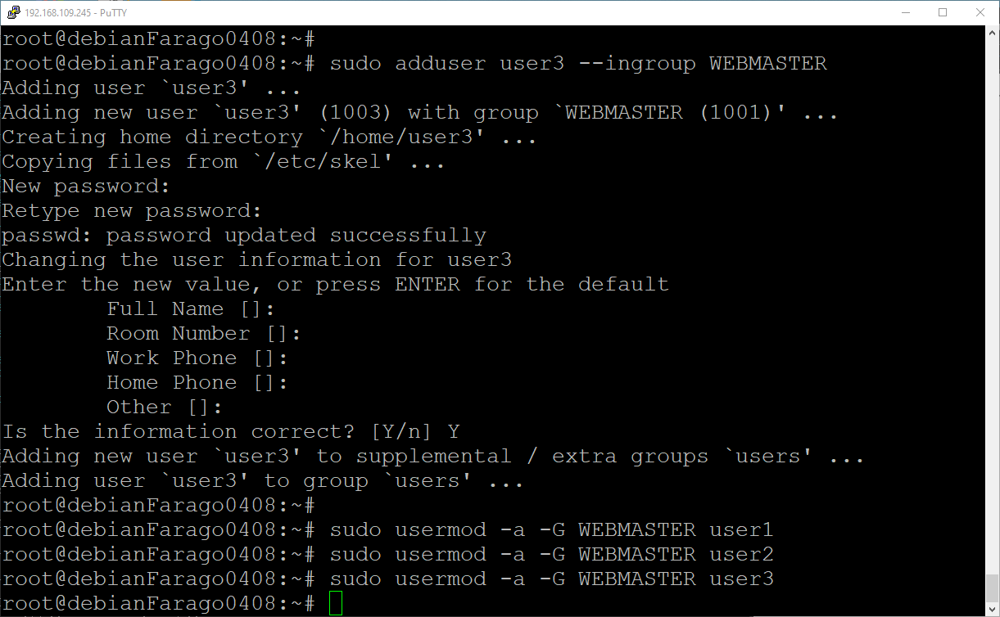 192.168.109.245 - PuTTY
root@debianFarago0408:~#
root@debianFarago0408:~# sudo adduser user3 --ingroup WEBMASTER
Adding user `user3' ...
Adding new user `user3' (1003) with group `WEBMASTER (1001)' ...
Creating home directory `/home/user3' ...
Copying files from `/etc/skel' ...
New password:
Retype new password:
passwd: password updated successfully
Changing the user information for user3
Enter the new value, or press ENTER for the default
        Full Name []:
        Room Number []:
        Work Phone []:
        Home Phone []:
        Other []:
Is the information correct? [Y/n] Y
Adding new user `user3' to supplemental / extra groups `users' ...
Adding user `user3' to group `users' ...
root@debianFarago0408:~#
root@debianFarago0408:~# sudo usermod -a -G WEBMASTER user1
root@debianFarago0408:~# sudo usermod -a -G WEBMASTER user2
root@debianFarago0408:~# sudo usermod -a -G WEBMASTER user3
root@debianFarago0408:~#